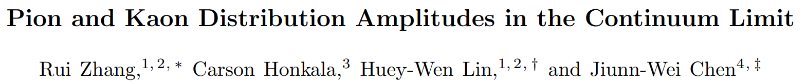 Pion and Kaon Distribution Amplitudes in the Continuum Limit
Rui Zhang,1, 2, * Carson Honkala,3 Huey-Wen Lin,1, 2, † and Jiunn-Wei Chen4, ‡